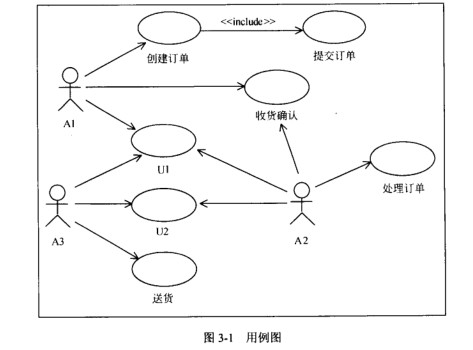 <<include>>
创建订单
提交订单
A1
收货确认
U1
处理订单
A3
U2
A2
送货
图 3-1 用例图